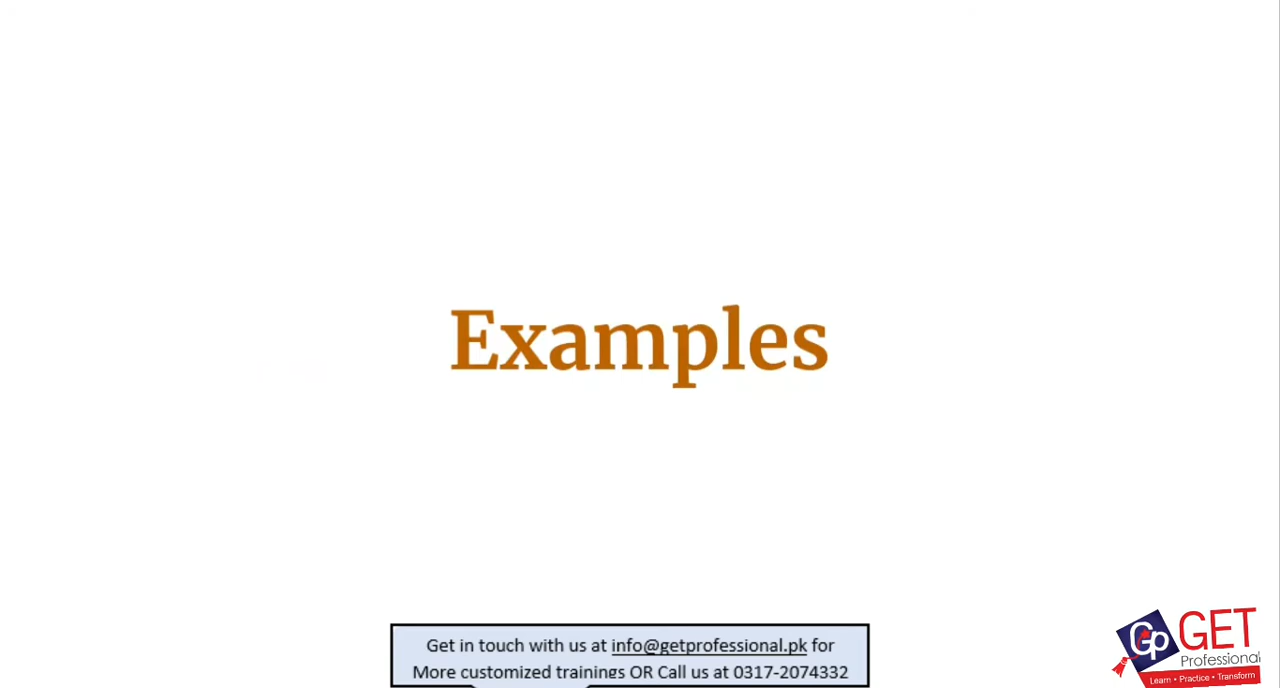 Examples
Get in touch with us at info@getprofessional.pk for
More customized trainings OR Call us at 0317-2074332
Gp GET
Professional
Learn • Practice • Transform